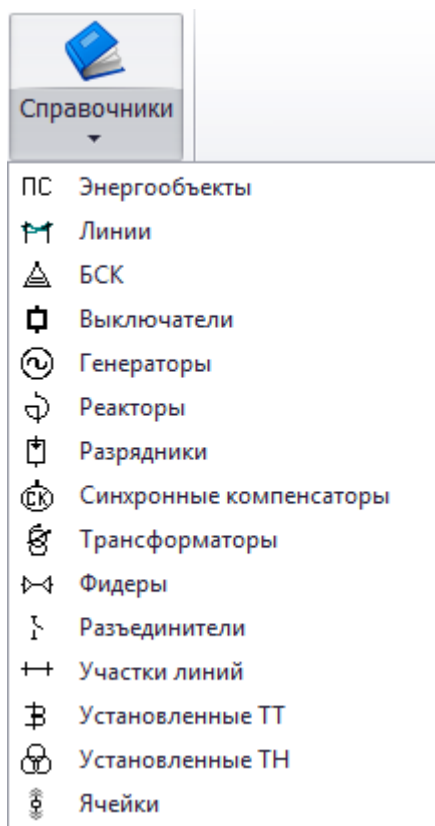 Справочники
ПС Энергообъекты
Линии
БСК
Выключатели
Генераторы
Реакторы
Разрядники
СК Синхронные компенсаторы
Трансформаторы
Фидеры
Разъединители
Участки линий
Установленные ТТ
Установленные ТН
Ячейки